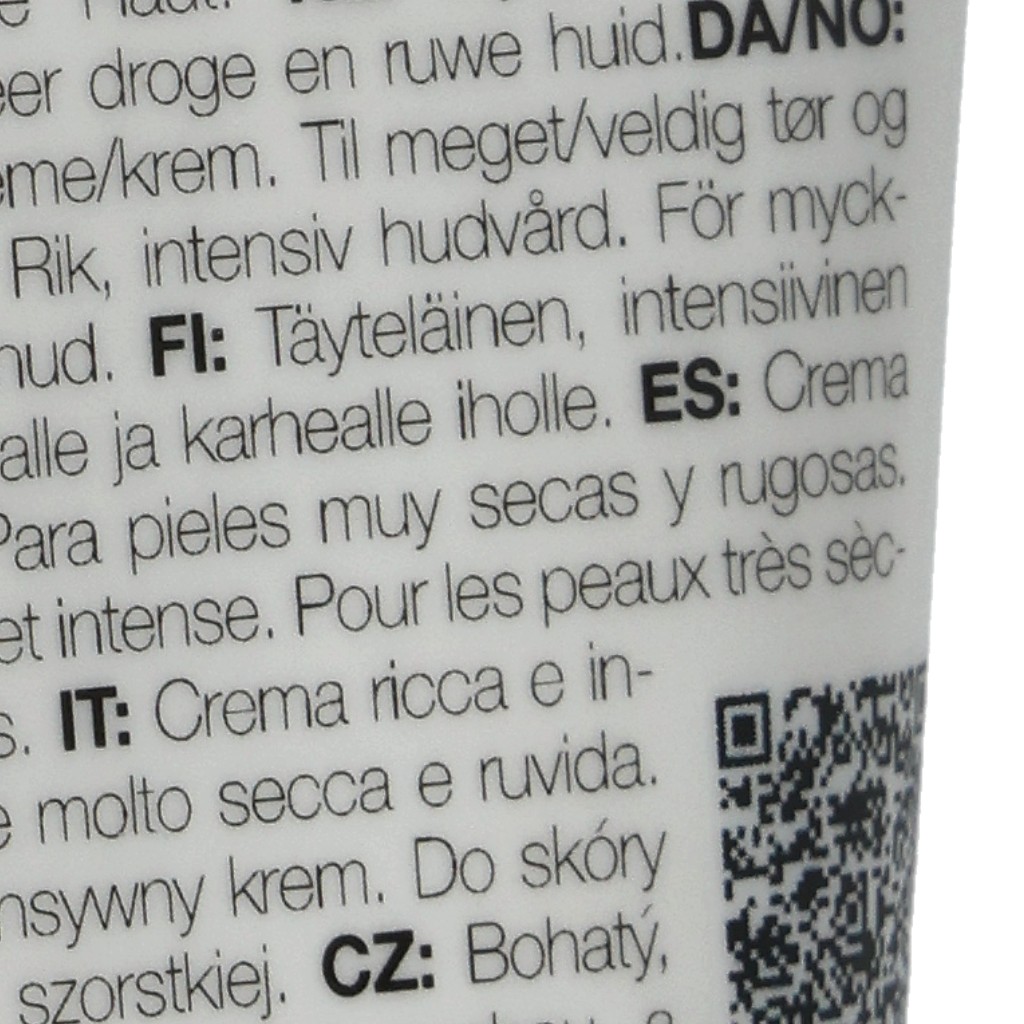 droge en ruwe huid. DA/NO:
eme/krem. Til meget/veldig tør og
Rik, intensiv hudvård. För myck-
hud. FI: Täyteläinen, intensiivinen
alle ja karhealle iholle. ES: Crema
Para pieles muy secas y rugosas.
et intense. Pour les peaux très sèc-
s. IT: Crema ricca e in-
e molto secca e ruvida.
nsywny krem. Do skóry
szorstkiej. CZ: Bohatý,